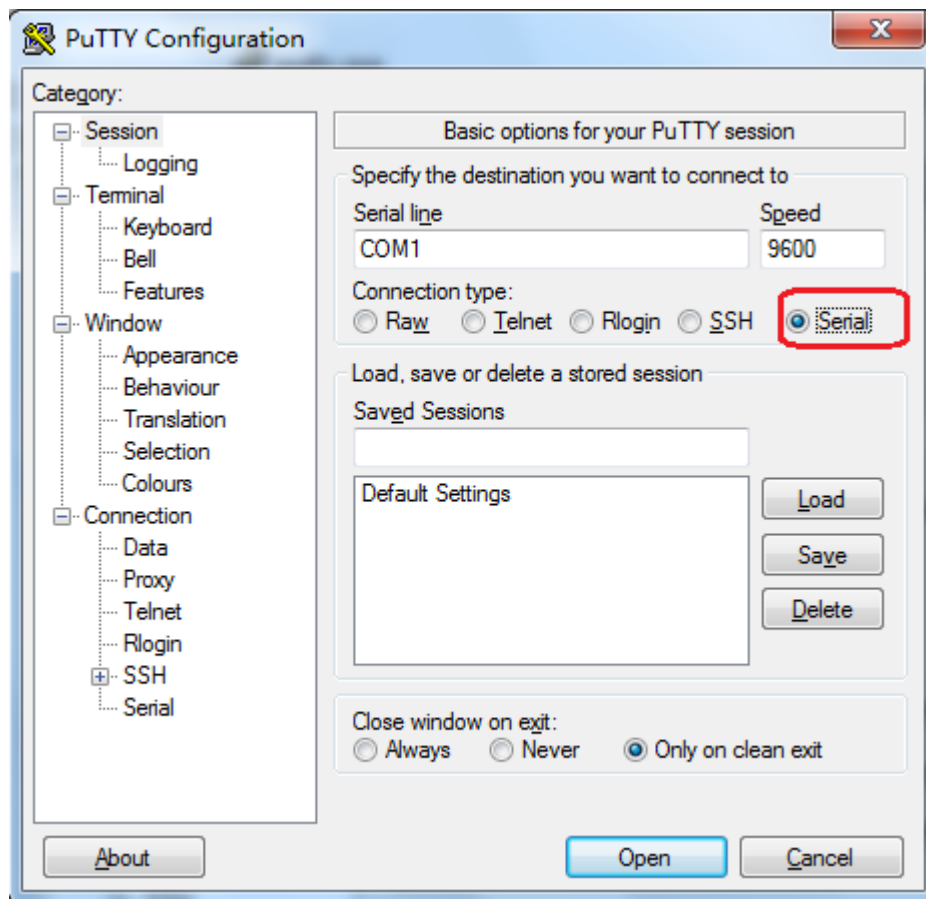 PuTTY Configuration
Category:
Session
Logging
Terminal
Keyboard
Bell
Features
Window
Appearance
Behaviour
Translation
Selection
Colours
Connection
Data
Proxy
Telnet
Rlogin
SSH
Serial
Basic options for your PuTTY session
Specify the destination you want to connect to
Serial line Speed
COM1 9600
Connection type:
Raw Telnet Rlogin SSH Serial
Load, save or delete a stored session
Saved Sessions
Default Settings
Load
Save
Delete
Close window on exit:
Always Never Only on clean exit
About Open Cancel